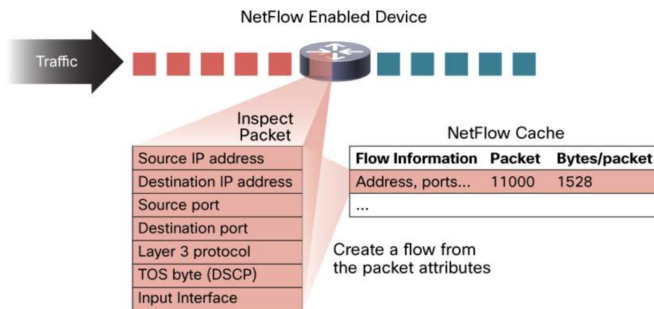 NetFlow Enabled Device
Traffic
Inspect
Packet
Source IP address
Destination IP address
Source port
Destination port
Layer 3 protocol
TOS byte (DSCP)
Input Interface
NetFlow Cache
Flow Information Packet Bytes/packet
Address, ports... 11000 1528
...
Create a flow from
the packet attributes